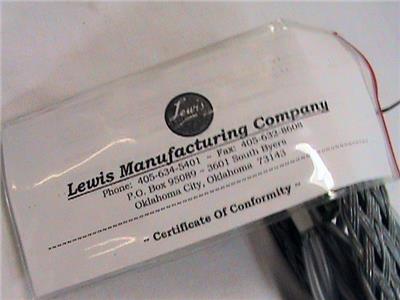 Lewis
Lewis Manufacturing Company
Phone: 405-634-5401 ~ Fax: 405-632-8608
P.O. Box 95089 ~ 3601 South Byers
Oklahoma City, Oklahoma 73143
~ Certificate Of Conformity ~